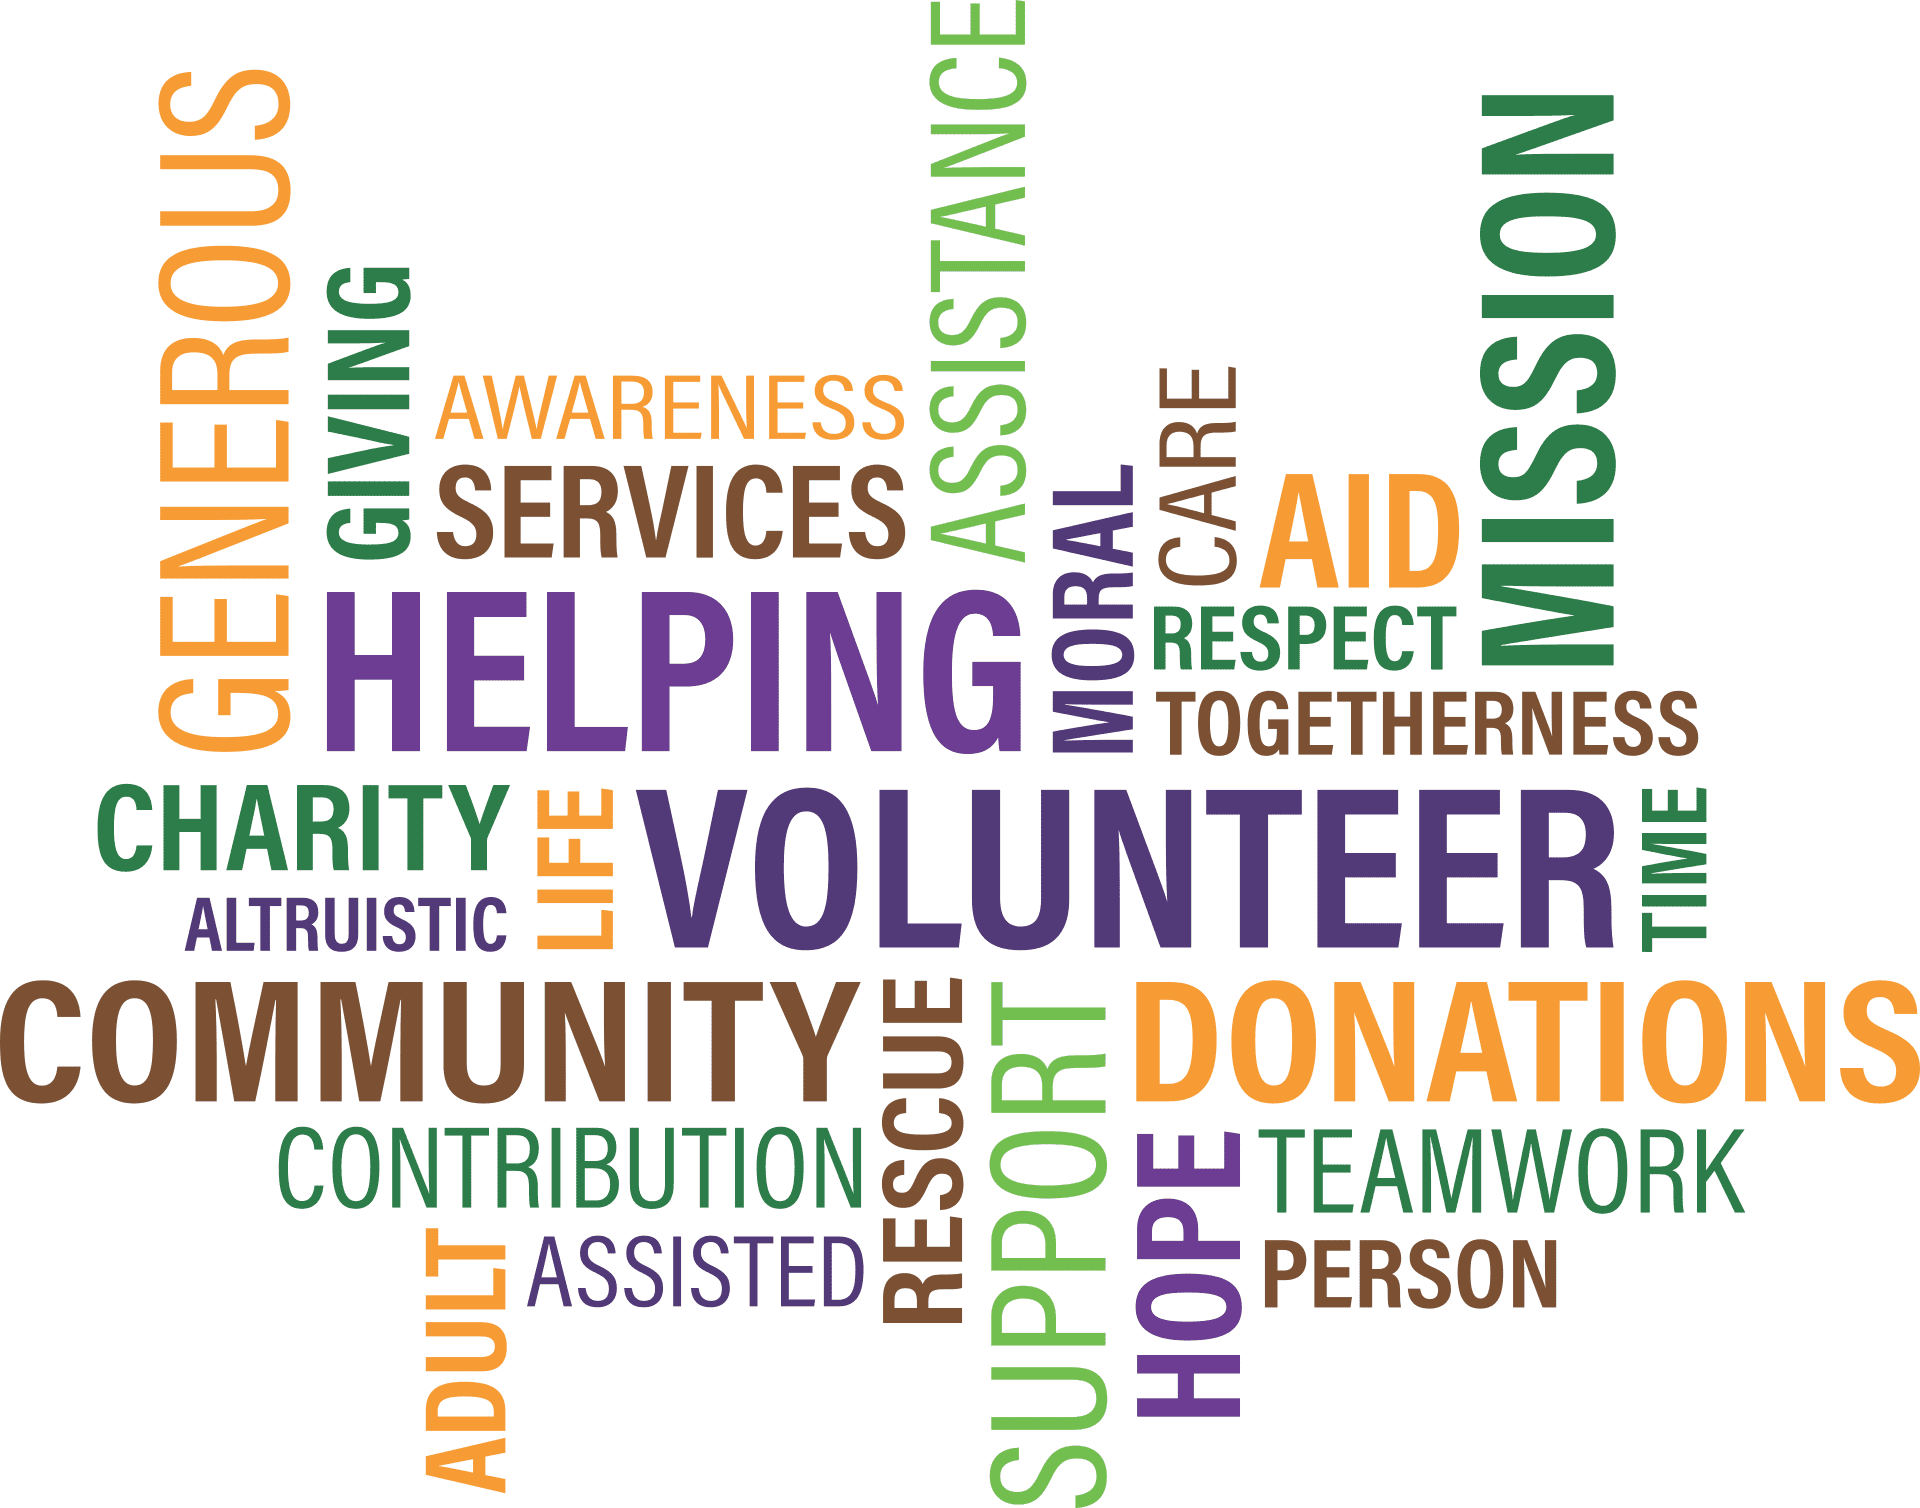 GENEROUS
GIVING
AWARENESS
SERVICES
ASSISTANCE
MORAL
CARE
AID
MISSION
RESPECT
HELPING
TOGETHERNESS
CHARITY
ALTRUISTIC
LIFE
VOLUNTEER
TIME
COMMUNITY
RESCUE
SUPPORT
DONATIONS
CONTRIBUTION
HOPE
TEAMWORK
ADULT
ASSISTED
PERSON